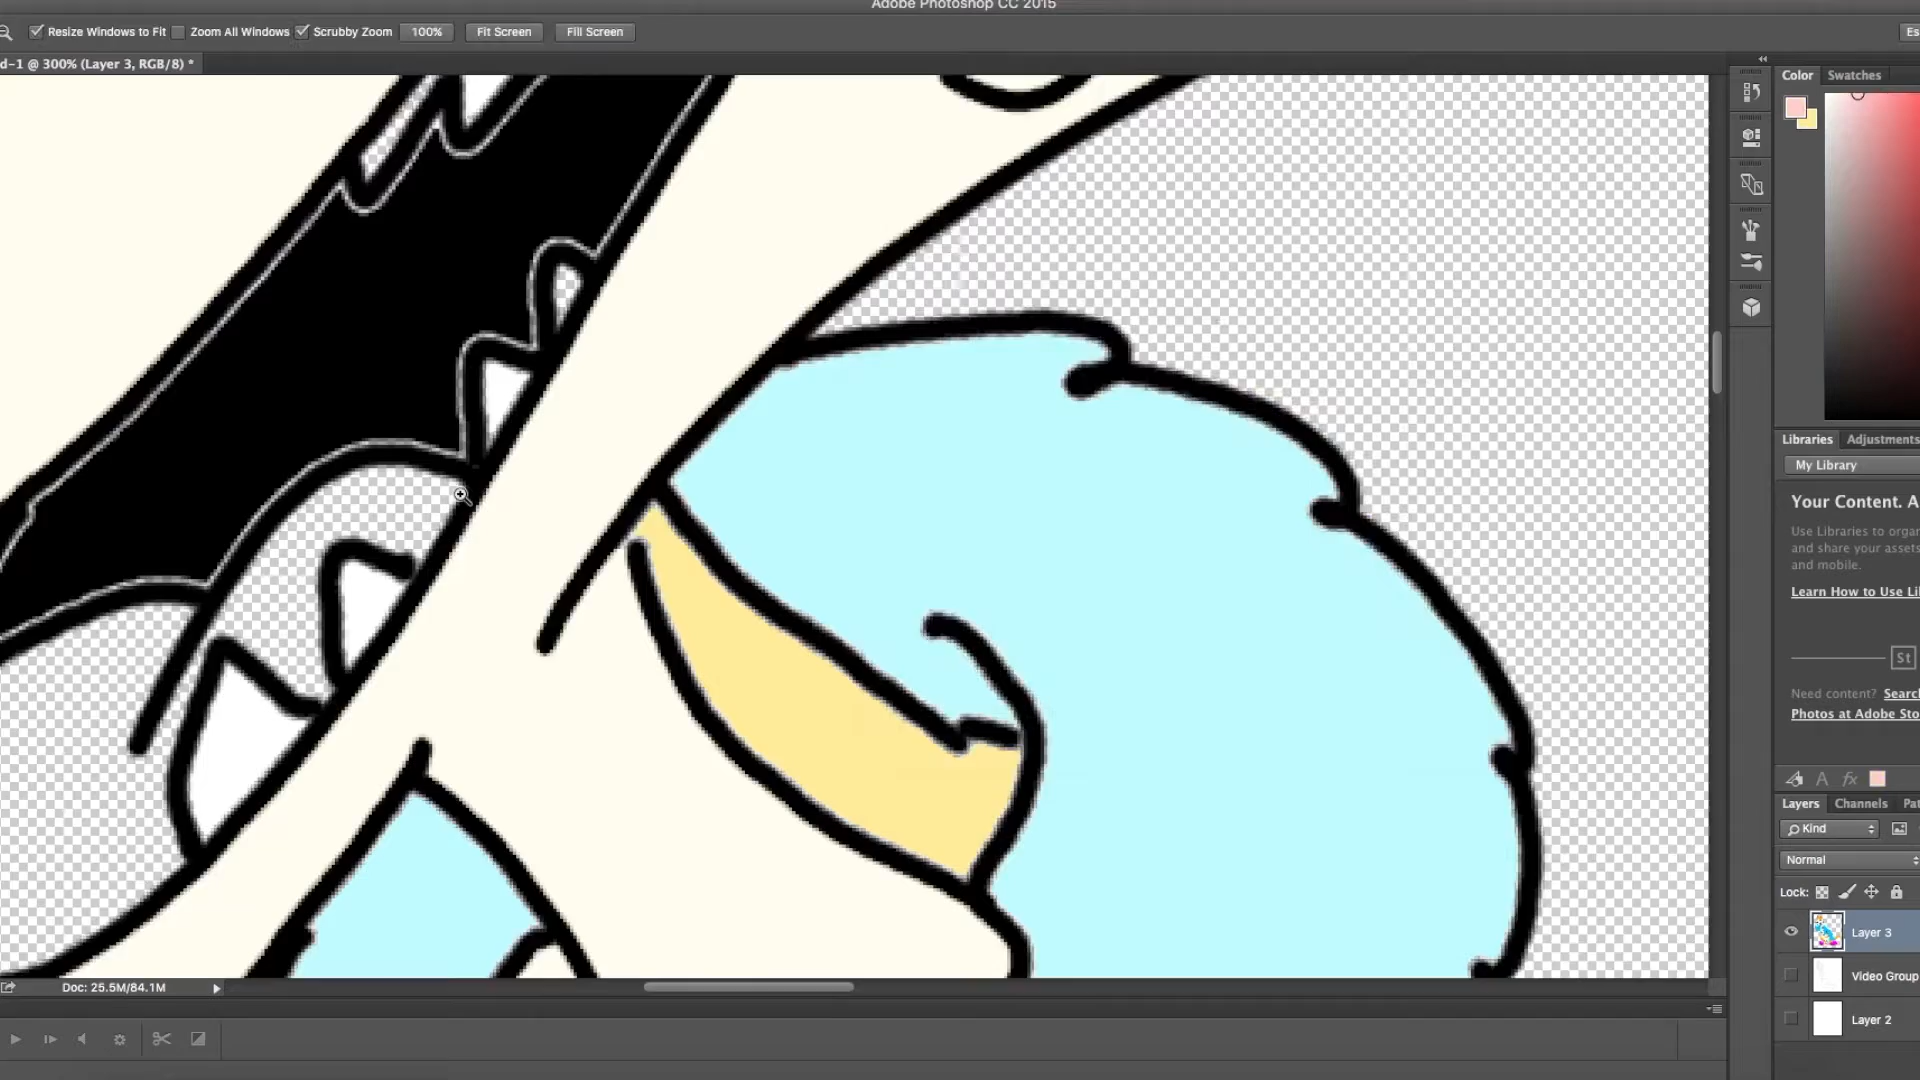 Adobe Photoshop CC 2015
Resize Windows to Fit Zoom All Windows Scrubby Zoom 100% Fit Screen Fill Screen Es
d-1 @ 300% (Layer 3, RGB/8) *
Color Swatches
Libraries Adjustments
My Library
Your Content. A
Use Libraries to orga
and share your assets
and mobile.
Learn How to Use Li
St
Need content? Searc
Photos at Adobe Sto
A fx
Layers Channels Pat
Kind
Normal
Lock:
Layer 3
Video Group
Layer 2
Doc: 25.5M/84.1M